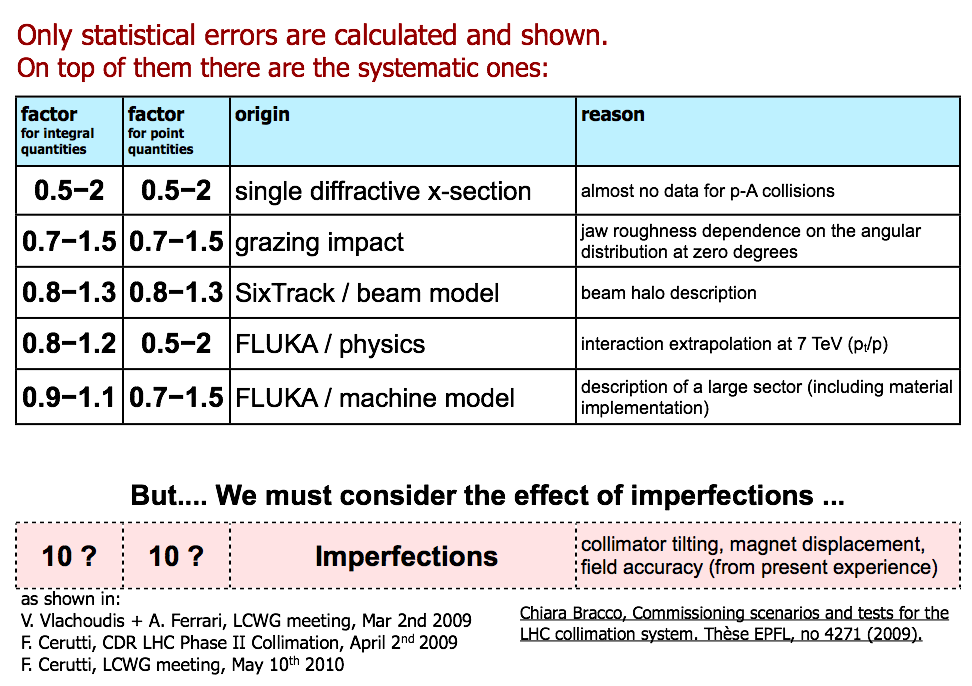 Only statistical errors are calculated and shown.
On top of them there are the systematic ones:
factor
for integral
quantities
factor
for point
quantities
origin
reason
0.5−2
0.5−2
single diffractive x-section
almost no data for p-A collisions
0.7−1.5
0.7−1.5
grazing impact
jaw roughness dependence on the angular
distribution at zero degrees
0.8−1.3
0.8−1.3
SixTrack / beam model
beam halo description
0.8−1.2
0.5−2
FLUKA / physics
interaction extrapolation at 7 TeV (pt/p)
0.9−1.1
0.7−1.5
FLUKA / machine model
description of a large sector (including material
implementation)
But.... We must consider the effect of imperfections ...
10 ?
10 ?
Imperfections
collimator tilting, magnet displacement,
field accuracy (from present experience)
as shown in:
V. Vlachoudis + A. Ferrari, LCWG meeting, Mar 2nd 2009
F. Cerutti, CDR LHC Phase II Collimation, April 2nd 2009
F. Cerutti, LCWG meeting, May 10th 2010
Chiara Bracco, Commissioning scenarios and tests for the
LHC collimation system. Thèse EPFL, no 4271 (2009).